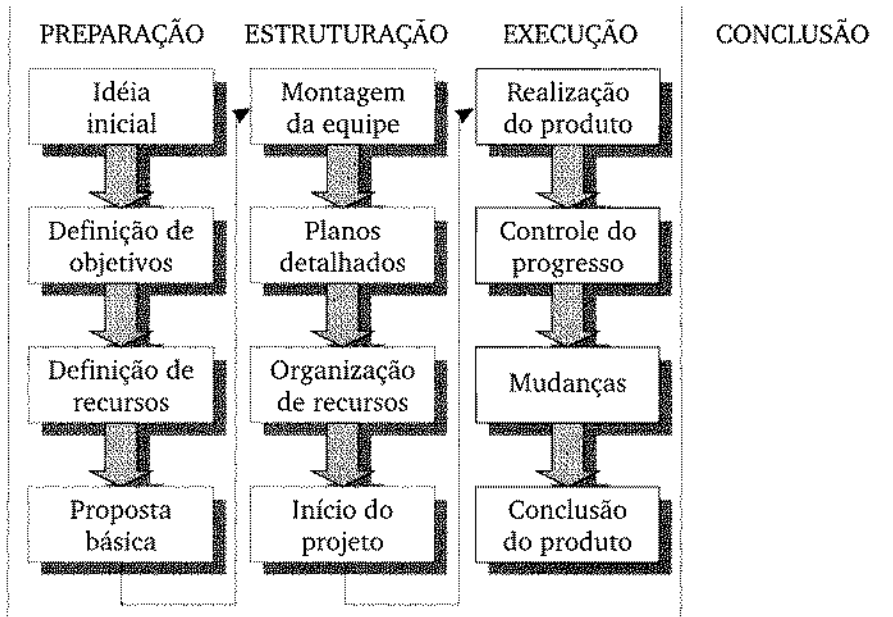 PREPARAÇÃO
Idéia
inicial
Definição de
objetivos
Definição de
recursos
Proposta
básica
ESTRUTURAÇÃO
Montagem
da equipe
Planos
detalhados
Organização
de recursos
Início do
projeto
EXECUÇÃO
Realização
do produto
Controle do
progresso
Mudanças
Conclusão
do produto
CONCLUSÃO